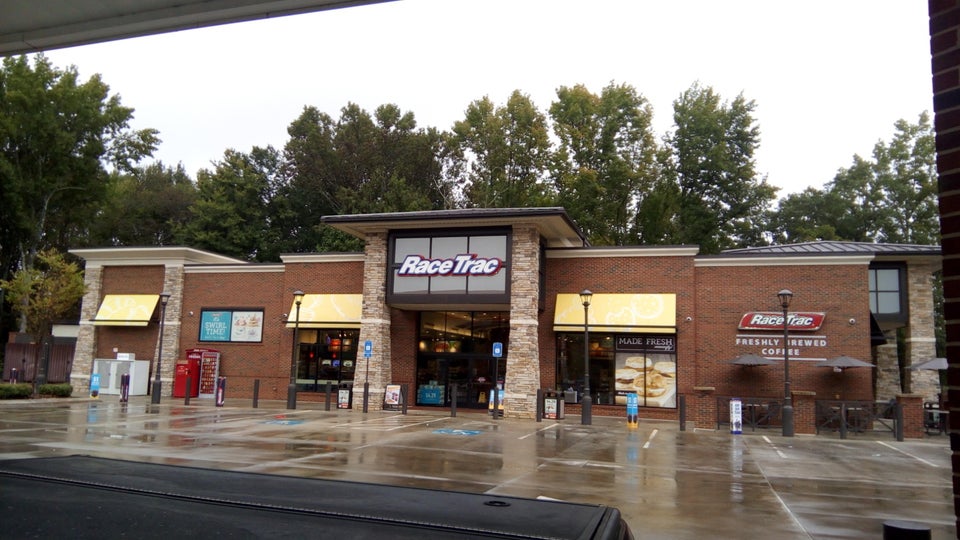 RaceTrac
SWIRL
TIME!
MADE FRESH
RaceTrac
FRESHLY BREWED
COFFEE